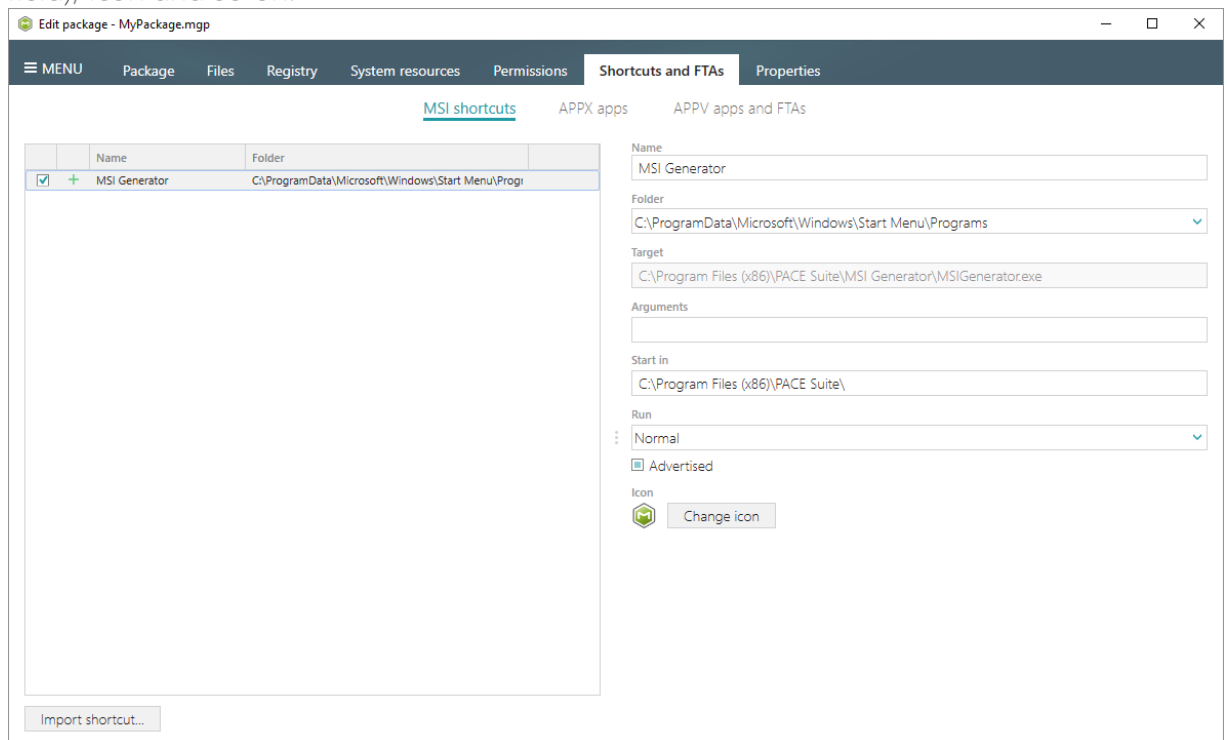 Edit package - MyPackage.mgp
MENU Package Files Registry System resources Permissions Shortcuts and FTAs Properties
MSI shortcuts APPX apps APPV apps and FTAs
Name Folder
MSI Generator C:\ProgramData\Microsoft\Windows\Start Menu\Progr
Name
MSI Generator
Folder
C:\ProgramData\Microsoft\Windows\Start Menu\Programs
Target
C:\Program Files (x86)\PACE Suite\MSI Generator\MSIGenerator.exe
Arguments
Start in
C:\Program Files (x86)\PACE Suite\
Run
Normal
Advertised
Icon
Change icon
Import shortcut...